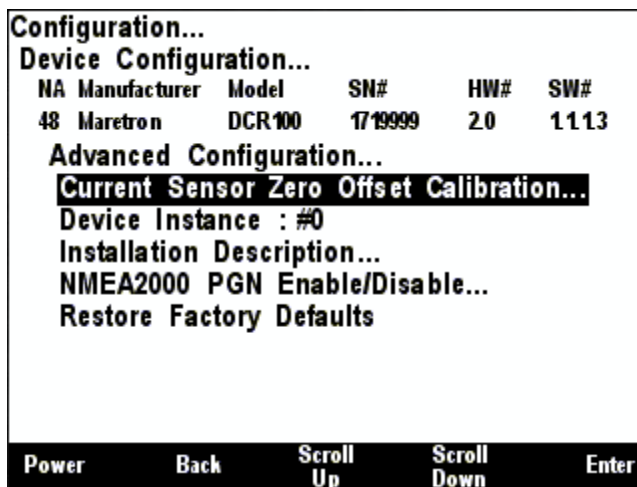 Configuration...
Device Configuration...
NA Manufacturer Model SN# HW# SW#
48 Maretron DCR100 1719999 2.0 1.1.1.3
Advanced Configuration...
Current Sensor Zero Offset Calibration...
Device Instance : #0
Installation Description...
NMEA2000 PGN Enable/Disable...
Restore Factory Defaults
Power Back Scroll Up Scroll Down Enter